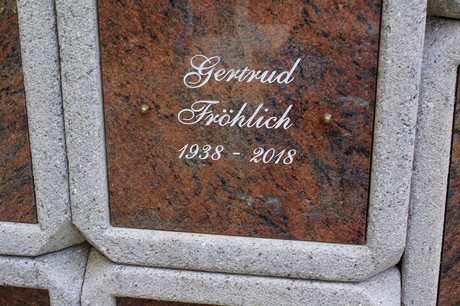 Gertrud
Fröhlich
1938 - 2018